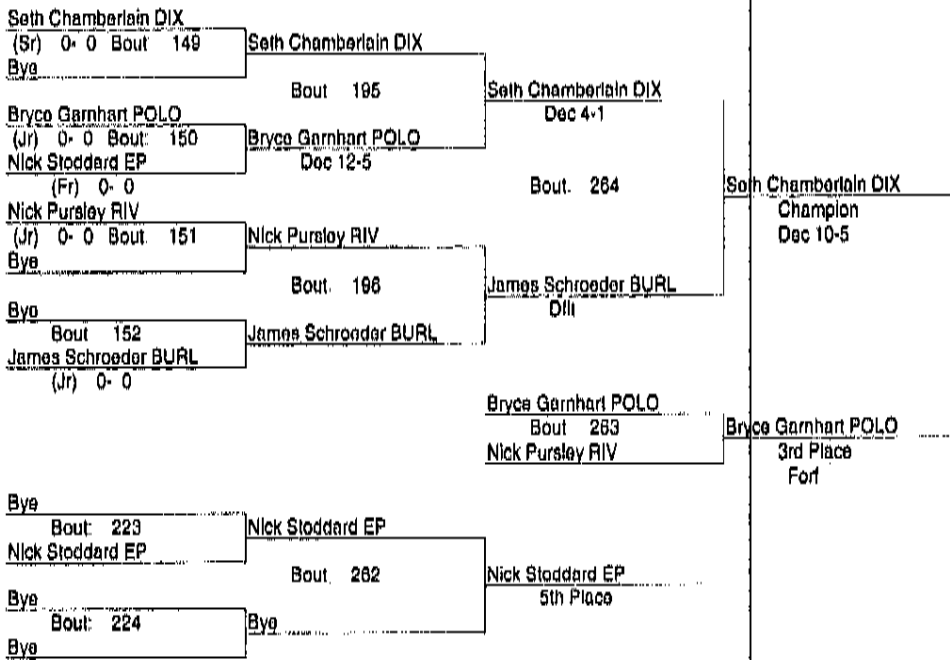 Seth Chamberlain DIX
(Sr) 0- 0 Bout 149
Bye
Seth Chamberlain DIX
Bout 195
Bryce Garnhart POLO
(Jr) 0- 0 Bout: 150
Nick Stoddard EP
(Fr) 0- 0
Bryce Garnhart POLO
Dec 12-5
Seth Chamberlain DIX
Dec 4-1
Bout. 264
Nick Pursley RIV
(Jr) 0- 0 Bout: 151
Bye
Nick Pursley RIV
Bout. 196
Bye
Bout 152
James Schroeder BURL
(Jr) 0- 0
James Schroeder BURL
James Schroeder BURL
Dflt
Seth Chamberlain DIX
Champion
Dec 10-5
Bryce Garnhart POLO
Bout 263
Nick Pursley RIV
Bryce Garnhart POLO
3rd Place
Forf
Bye
Bout: 223
Nick Stoddard EP
Nick Stoddard EP
Bout. 262
Bye
Bout: 224
Bye
Bye
Nick Stoddard EP
5th Place